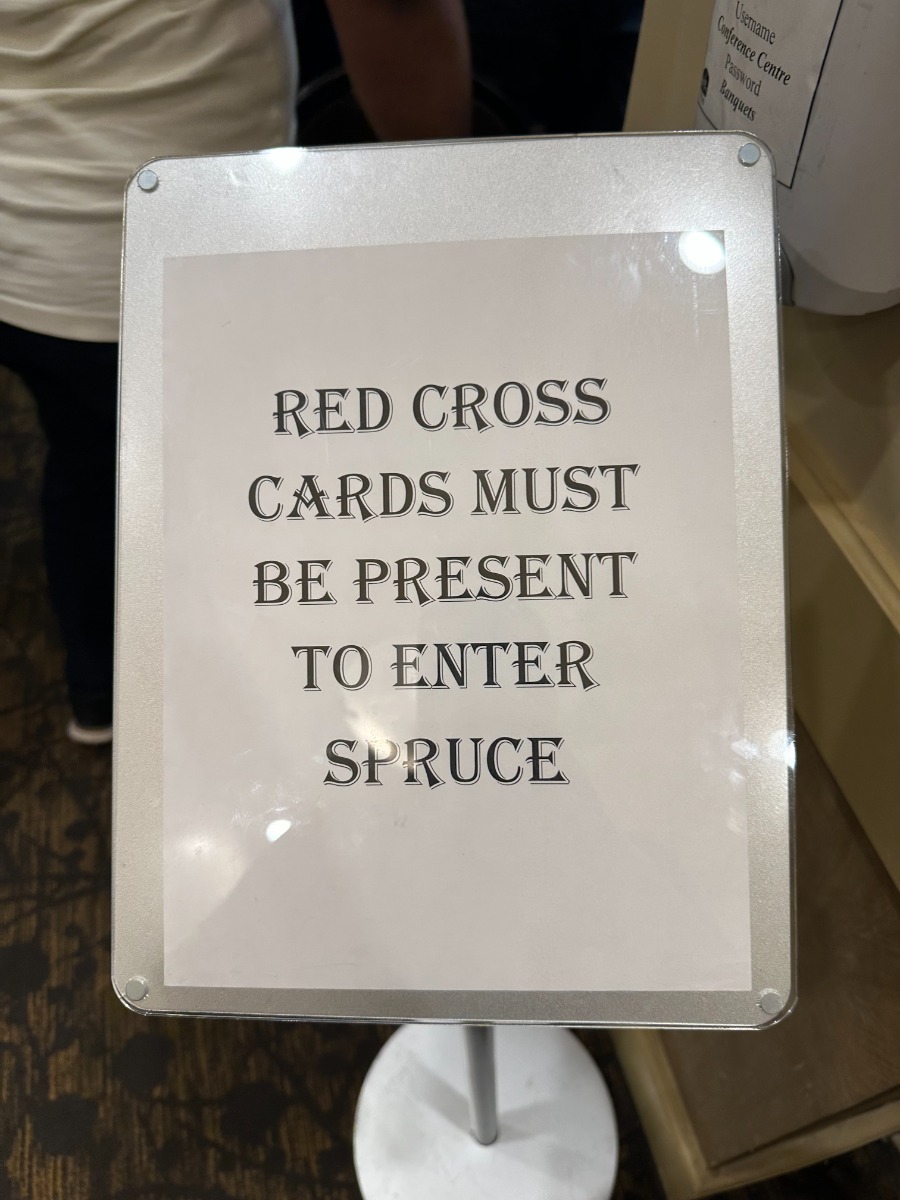 Username
Conference Centre
Password
Banquets
RED CROSS
CARDS MUST
BE PRESENT
TO ENTER
SPRUCE